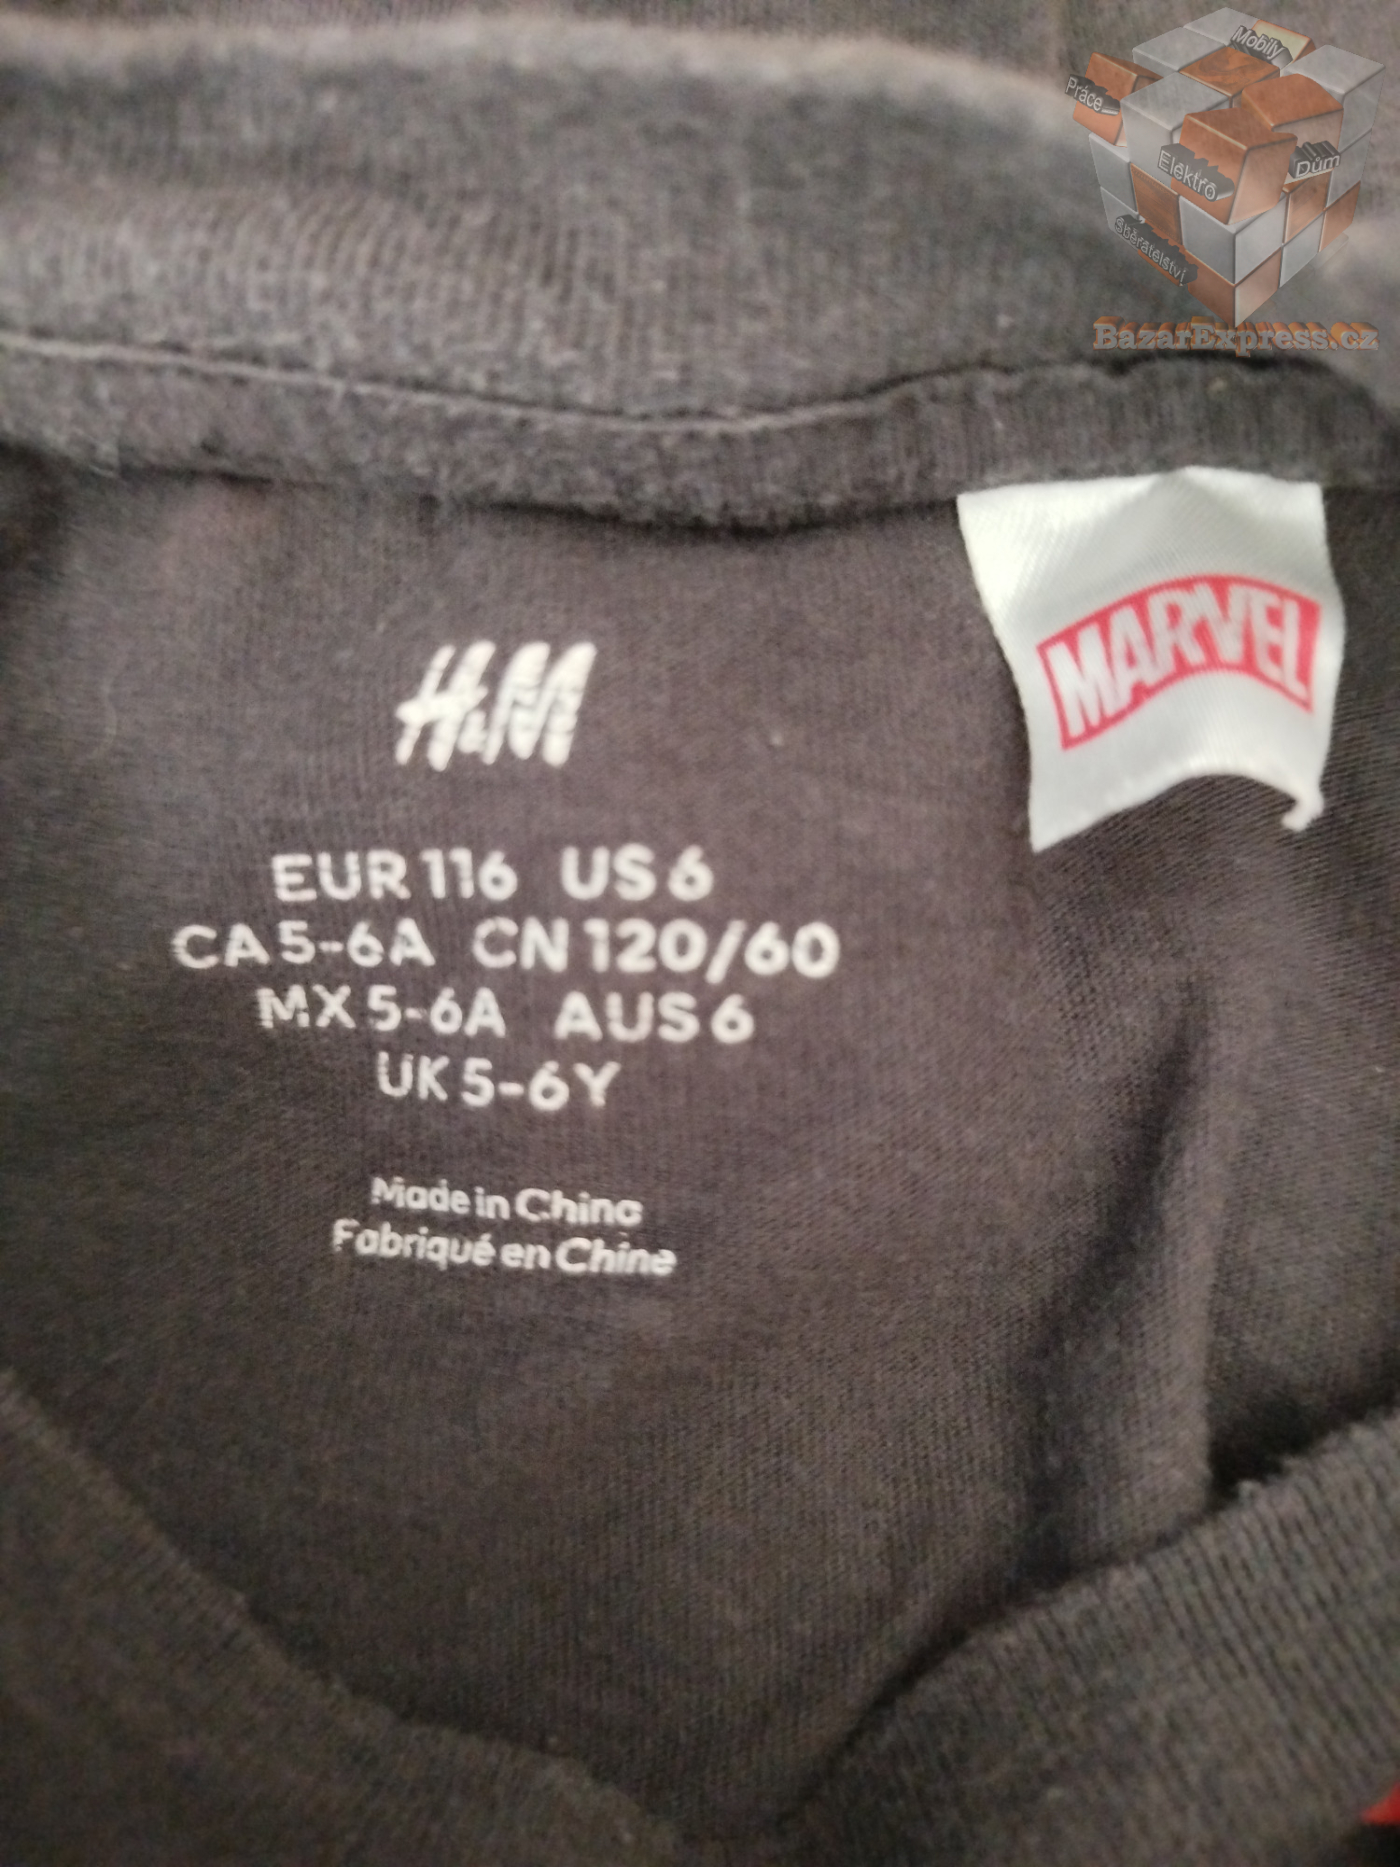 Mobily
Práce
Elektro
Dům
Sběratelství
BazarExpress.cz
MARVEL
H&M
EUR 116 US 6
CA 5-6A CN 120/60
MX 5-6A AUS 6
UK 5-6Y
Made in China
Fabriqué en Chine